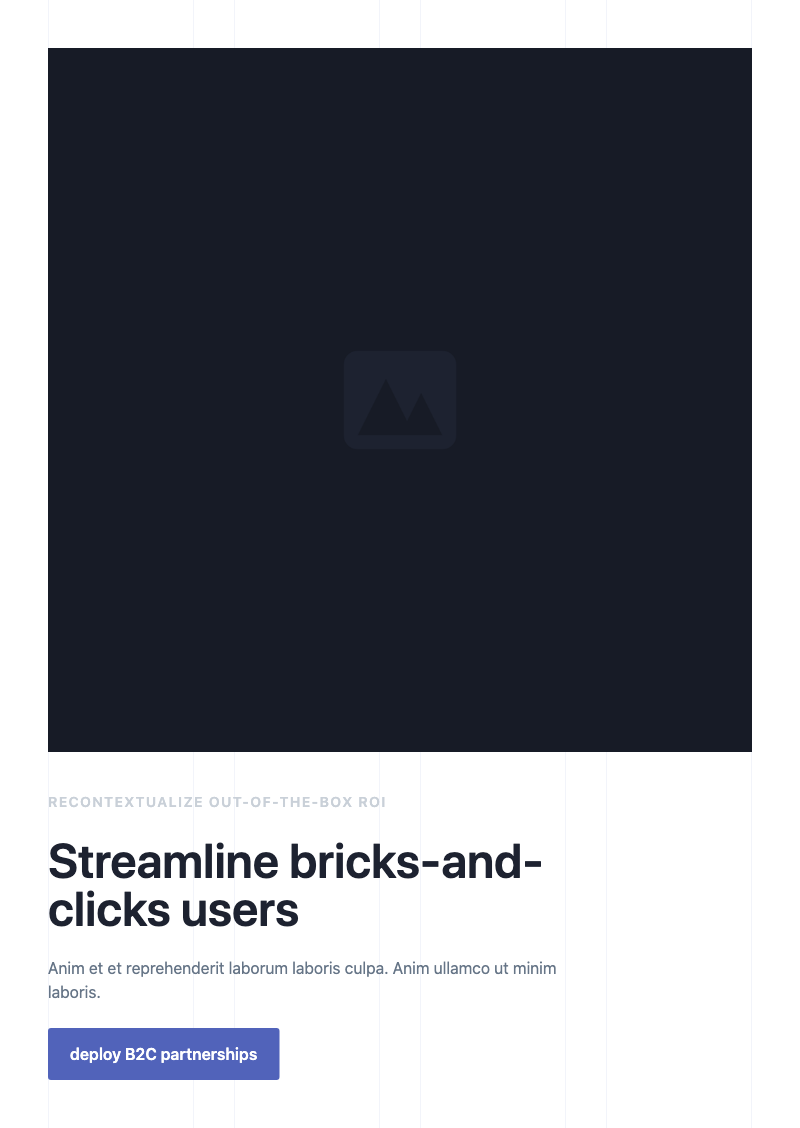 RECONTEXTUALIZE OUT-OF-THE-BOX ROI
Streamline bricks-and-
clicks users
Anim et et reprehenderit laborum laboris culpa. Anim ullamco ut minim
laboris.
deploy B2C partnerships